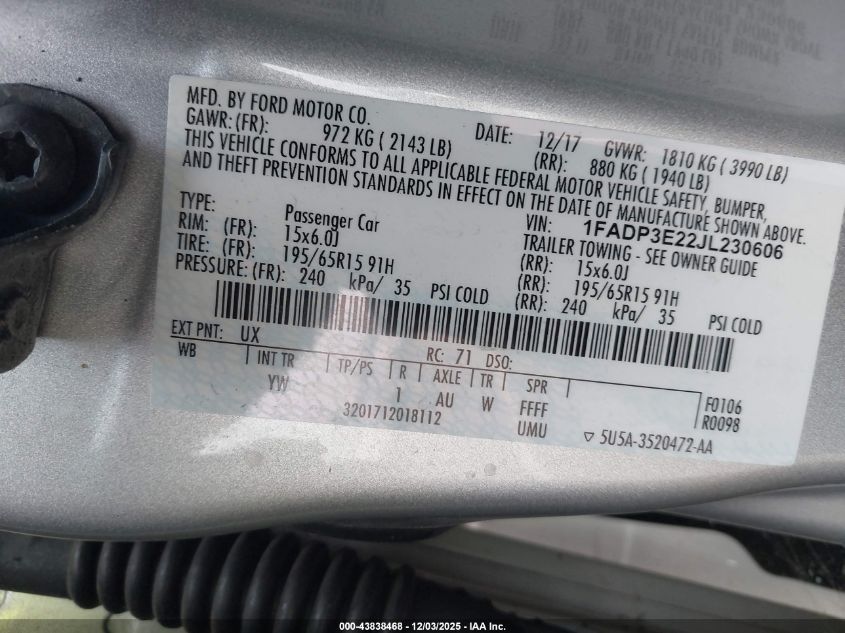 MFD. BY FORD MOTOR CO. DATE: 12/17 GVWR: 1810 KG ( 3990 LB)
GAWR: (FR): 972 KG ( 2143 LB) (RR): 880 KG ( 1940 LB)
THIS VEHICLE CONFORMS TO ALL APPLICABLE FEDERAL MOTOR VEHICLE SAFETY, BUMPER,
AND THEFT PREVENTION STANDARDS IN EFFECT ON THE DATE OF MANUFACTURE SHOWN ABOVE.
VIN: 1FADP3E22JL230606
TYPE: Passenger Car TRAILER TOWING - SEE OWNER GUIDE
RIM: (FR): 15x6.0J (RR): 15x6.0J
TIRE: (FR): 195/65R15 91H (RR): 195/65R15 91H
PRESSURE: (FR): 240 kPa/ 35 PSI COLD (RR): 240 kPa/ 35 PSI COLD
EXT PNT: UX RC: 71 DSO:
WB INT TR TP/PS R AXLE TR SPR
YW 1 AU W FFFF F0106
3201712018112 UMU R0098
5U5A-3520472-AA
000-43838468 - 12/03/2025 - IAA Inc.